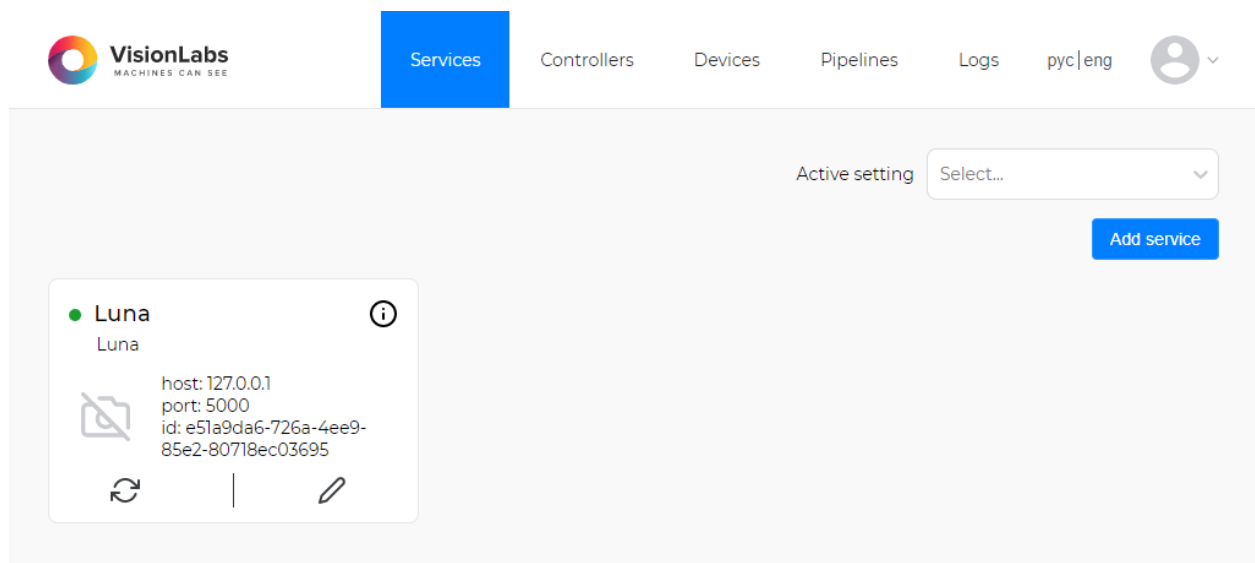 VisionLabs
MACHINES CAN SEE
Services
Controllers
Devices
Pipelines
Logs
рус|eng
Active setting
Select...
Add service
Luna
Luna
host: 127.0.0.1
port: 5000
id: e51a9da6-726a-4ee9-
85e2-80718ec03695